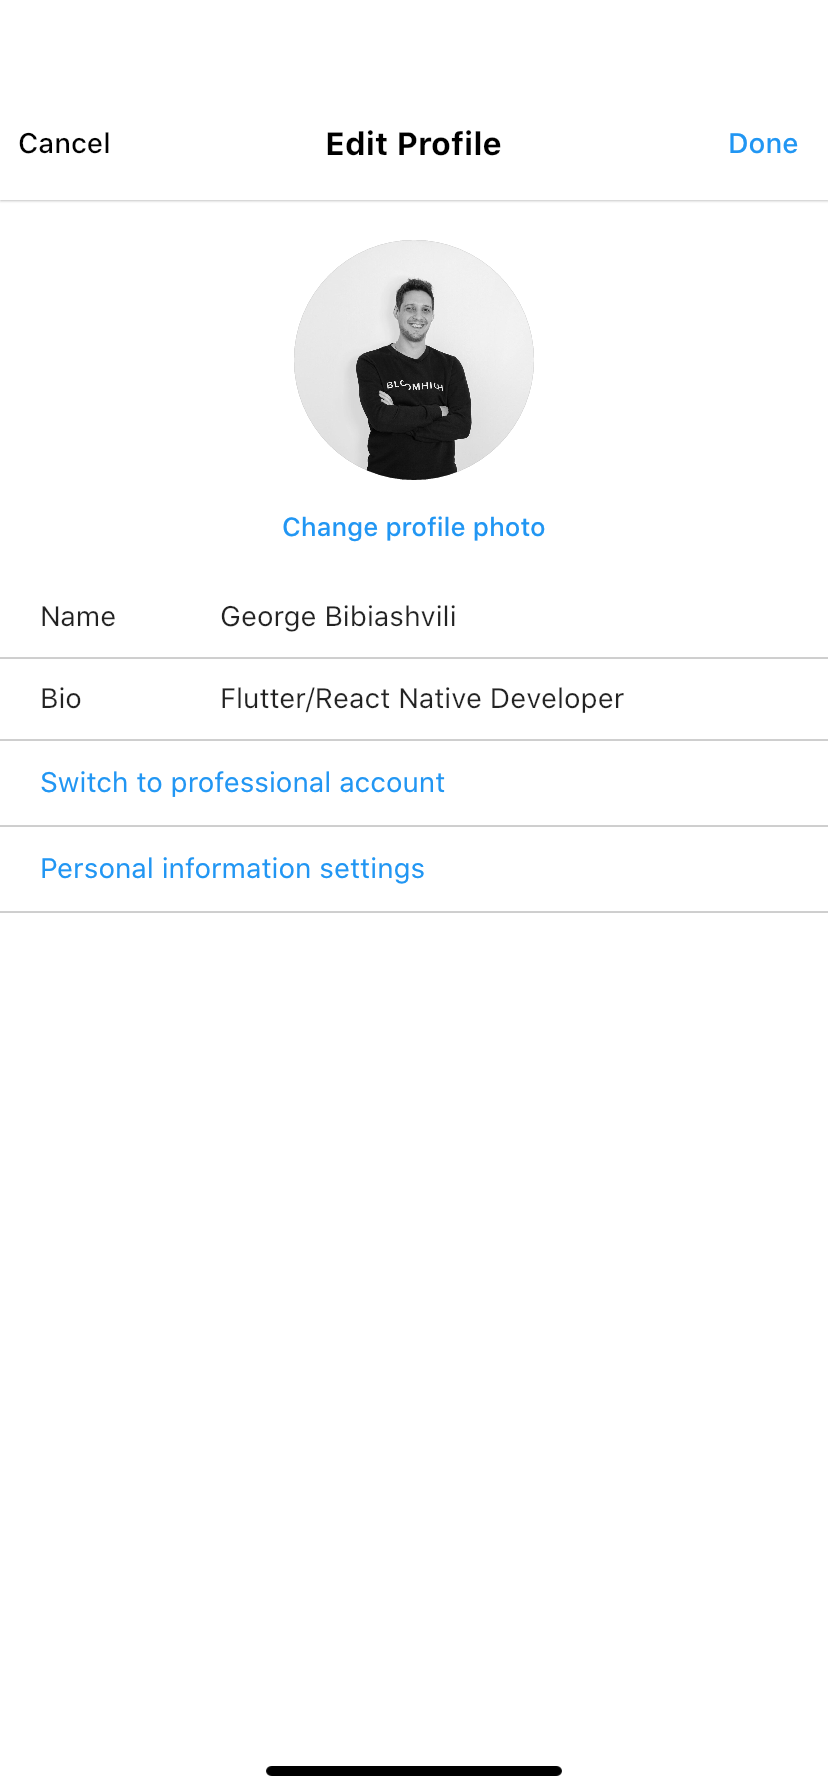 Cancel Edit Profile Done
BLOOMHIGH
Change profile photo
Name George Bibiashvili
Bio Flutter/React Native Developer
Switch to professional account
Personal information settings